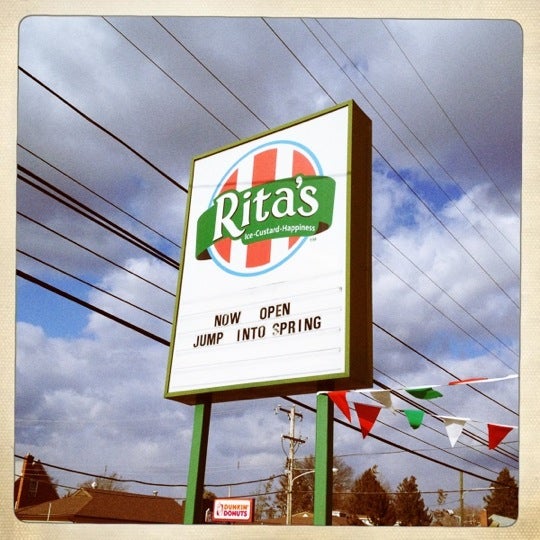 Rita's
Ice-Custard-Happiness
NOW OPEN
JUMP INTO SPRING
DUNKIN'
DONUTS